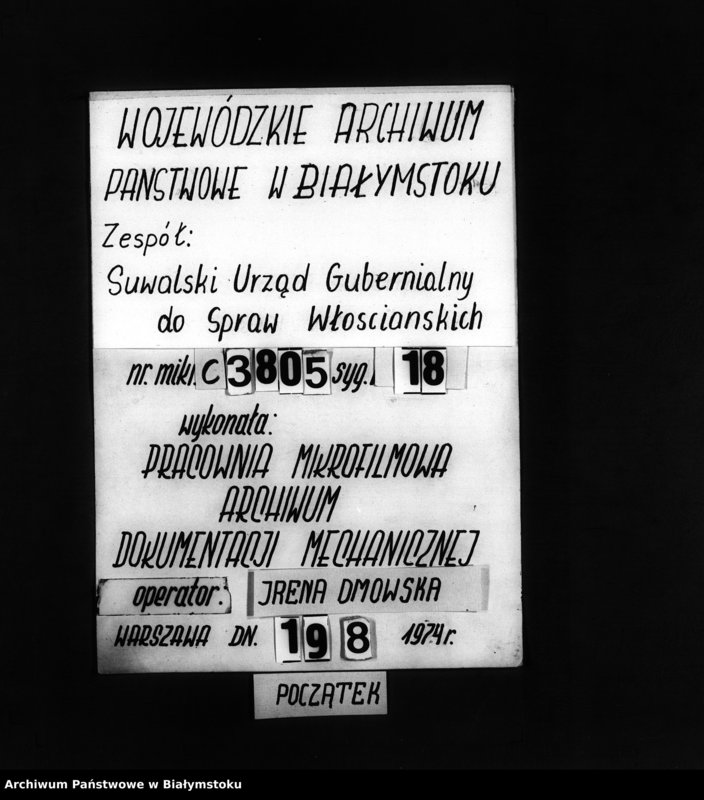 WOJEWÓDZKIE ARCHIWUM
PANSTWOWE W BIAŁYMSTOKU
Zespół:
Suwalski Urząd Gubernialny
do Spraw Włoscianskich
nr. mikr. C 3805 syg. 18
wykonała:
PRACOWNIA MIKROFILMOWA
ARCHIWUM
DOKUMENTACJI MECHANICZNEJ
operator: IRENA DMOWSKA
WARSZAWA DN. 19 8 1974 r.
POCZĄTEK
Archiwum Państwowe w Białymstoku